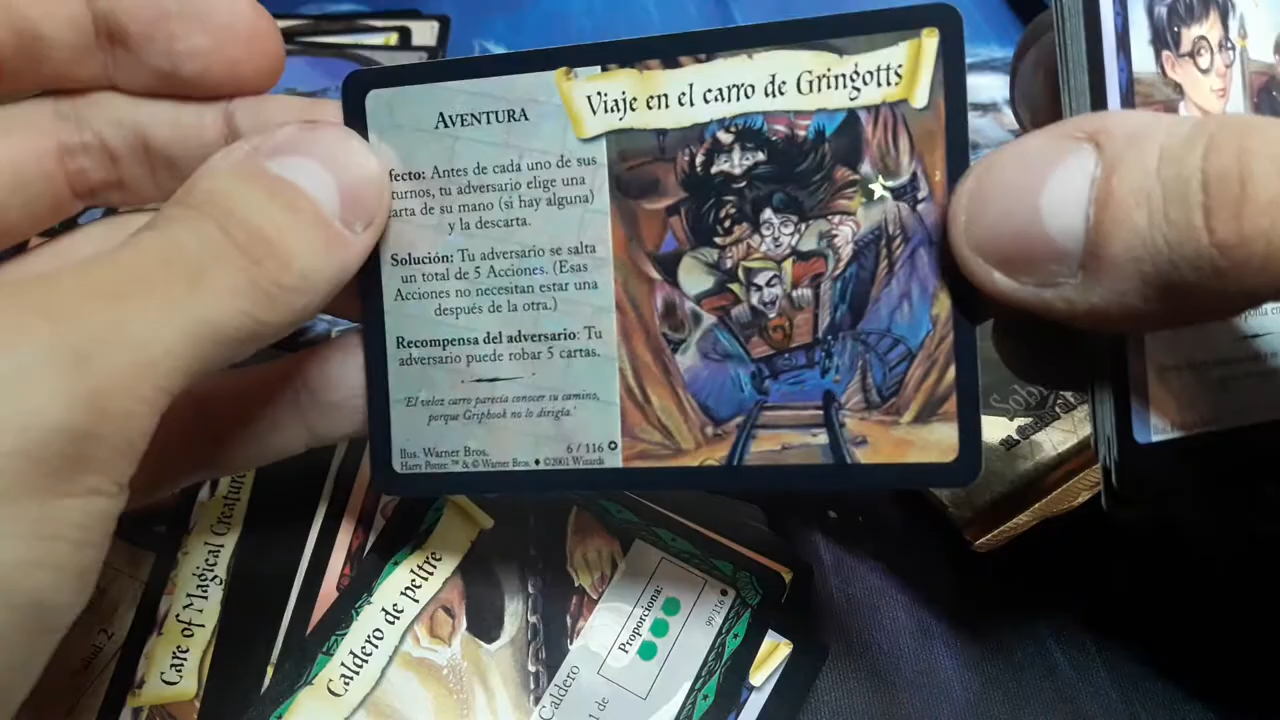 Viaje en el carro de Gringotts
AVENTURA
fecto: Antes de cada uno de sus
turnos, tu adversario elige una
arta de su mano (si hay alguna)
y la descarta.
Solución: Tu adversario se salta
un total de 5 Acciones. (Esas
Acciones no necesitan estar una
después de la otra.)
Recompensa del adversario: Tu
adversario puede robar 5 cartas.
'El veloz carro parecía conocer su camino,
porque Griphook no lo dirigía.'
Ilus. Warner Bros.
6 / 116
Harry Potter: ™ & © Warner Bros. ♦ ©2001 Wizards
Care of Magical Creatur
Caldero de peltre
Proporciona:
99/116
Caldero
1 de
Sob